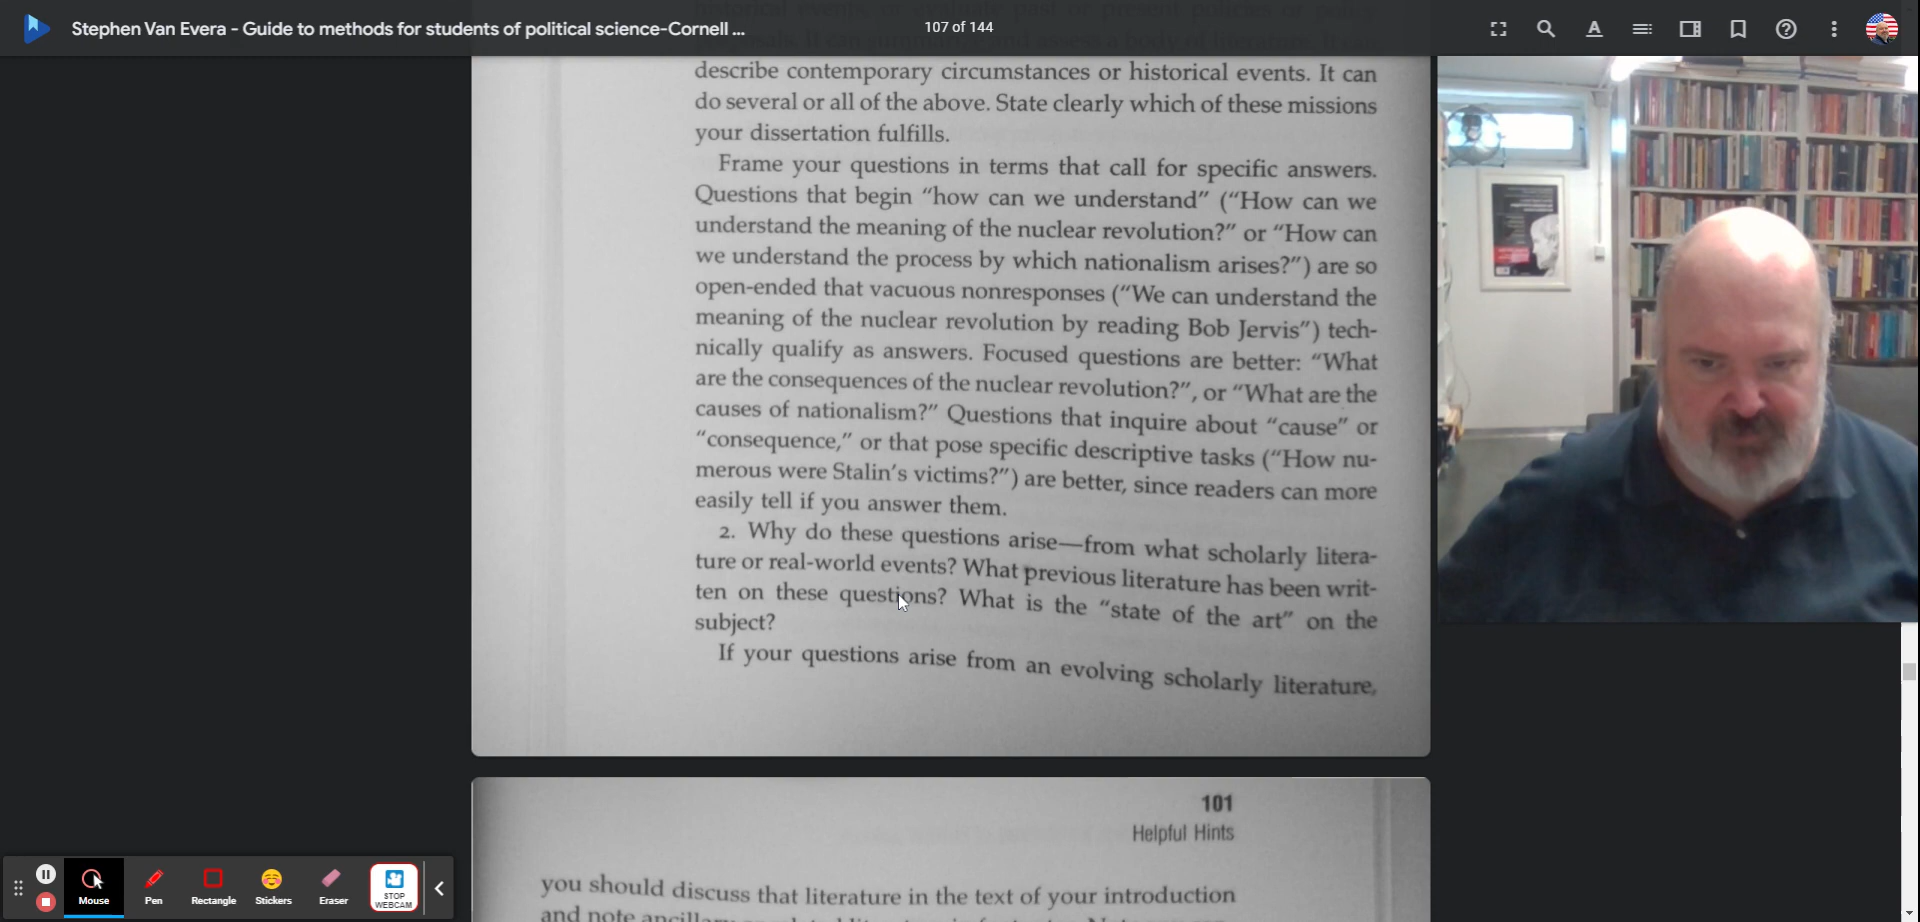 Stephen Van Evera - Guide to methods for students of political science-Cornell ...
107 of 144
describe contemporary circumstances or historical events. It can
do several or all of the above. State clearly which of these missions
your dissertation fulfills.
Frame your questions in terms that call for specific answers.
Questions that begin “how can we understand” (“How can we
understand the meaning of the nuclear revolution?” or “How can
we understand the process by which nationalism arises?”) are so
open-ended that vacuous nonresponses (“We can understand the
meaning of the nuclear revolution by reading Bob Jervis”) tech-
nically qualify as answers. Focused questions are better: “What
are the consequences of the nuclear revolution?”, or “What are the
causes of nationalism?” Questions that inquire about “cause” or
“consequence,” or that pose specific descriptive tasks (“How nu-
merous were Stalin’s victims?”) are better, since readers can more
easily tell if you answer them.
2. Why do these questions arise—from what scholarly litera-
ture or real-world events? What previous literature has been writ-
ten on these questions? What is the “state of the art” on the
subject?
If your questions arise from an evolving scholarly literature,
101
Helpful Hints
you should discuss that literature in the text of your introduction
and note
Mouse
Pen
Rectangle
Stickers
Eraser
STOP
WEBCAM